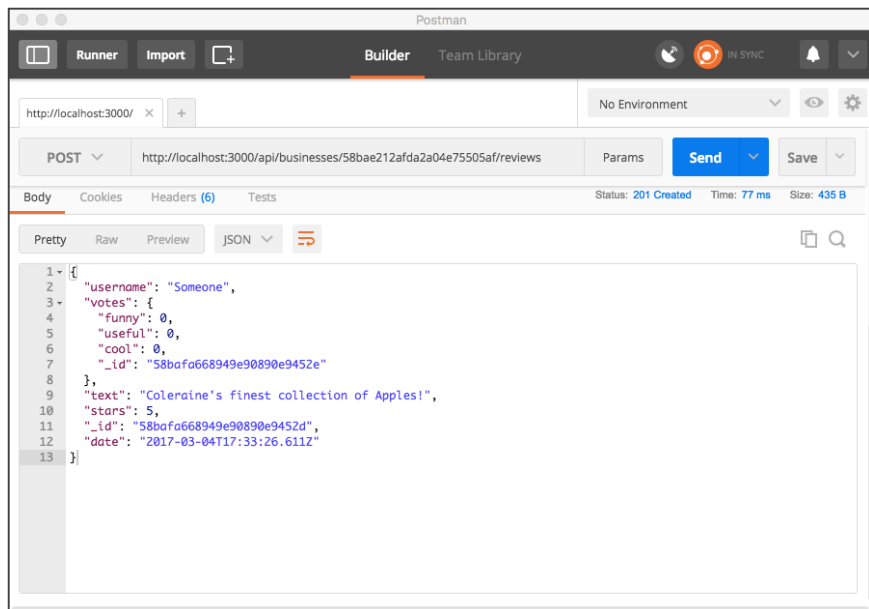 Postman
Runner Import Builder Team Library IN SYNC
http://localhost:3000/ No Environment
POST http://localhost:3000/api/businesses/58bae212afda2a04e75505af/reviews Params Send Save
Body Cookies Headers (6) Tests Status: 201 Created Time: 77 ms Size: 435 B
Pretty Raw Preview JSON
1 {
2 "username": "Someone",
3 "votes": {
4 "funny": 0,
5 "useful": 0,
6 "cool": 0,
7 "_id": "58bafa668949e90890e9452e"
8 },
9 "text": "Coleraine's finest collection of Apples!",
10 "stars": 5,
11 "_id": "58bafa668949e90890e9452d",
12 "date": "2017-03-04T17:33:26.611Z"
13 }